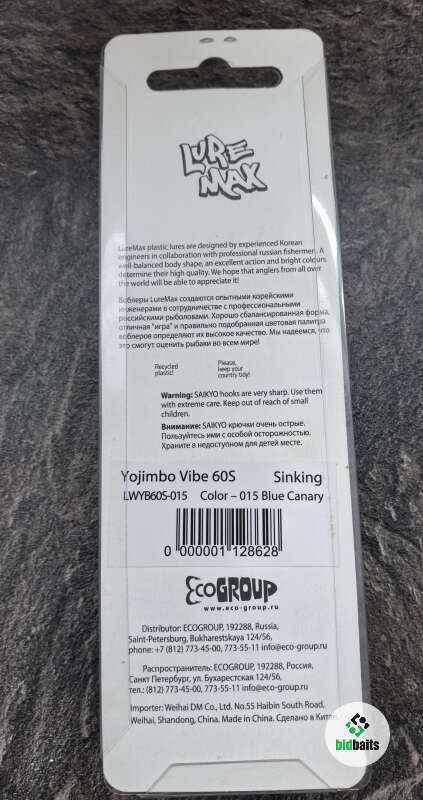 LURE
MAX
LureMax plastic lures are designed by experienced Korean
engineers in collaboration with professional russian fishermen. A
well-balanced body shape, an excellent action and bright colours
determine their high quality. We hope that anglers from all over
the world will be able to appreciate it!
Воблеры LureMax создаются опытными корейскими
инженерами в сотрудничестве с профессиональными
российскими рыболовами. Хорошо сбалансированная форма,
отличная "игра" и правильно подобранная цветовая палитра
воблеров определяют их высокое качество. Мы надеемся, что
это смогут оценить рыбаки во всем мире!
Recycled
plastic!
Please,
keep your
country tidy!
Warning: SAIKYO hooks are very sharp. Use them
with extreme care. Keep out of reach of small
children.
Внимание: SAIKYO крючки очень острые.
Пользуйтесь ими с особой осторожностью.
Храните в недоступном для детей месте.
Yojimbo Vibe 60S Sinking
LWYB60S-015 Color – 015 Blue Canary
0 000001 128628
ECOGROUP
www.eco-group.ru
Distributor: ECOGROUP, 192288, Russia,
Saint-Petersburg, Bukharestskaya 124/56,
phone: +7 (812) 773-45-00, 773-55-11 info@eco-group.ru
Распространитель: ECOGROUP, 192288, Россия,
Санкт Петербург, ул. Бухарестская 124/56,
тел.: (812) 773-45-00, 773-55-11 info@eco-group.ru
Importer: Weihai DM Co., Ltd. No.55 Haibin South Road,
Weihai, Shandong, China. Made in China. Сделано в Китае
bidbaits